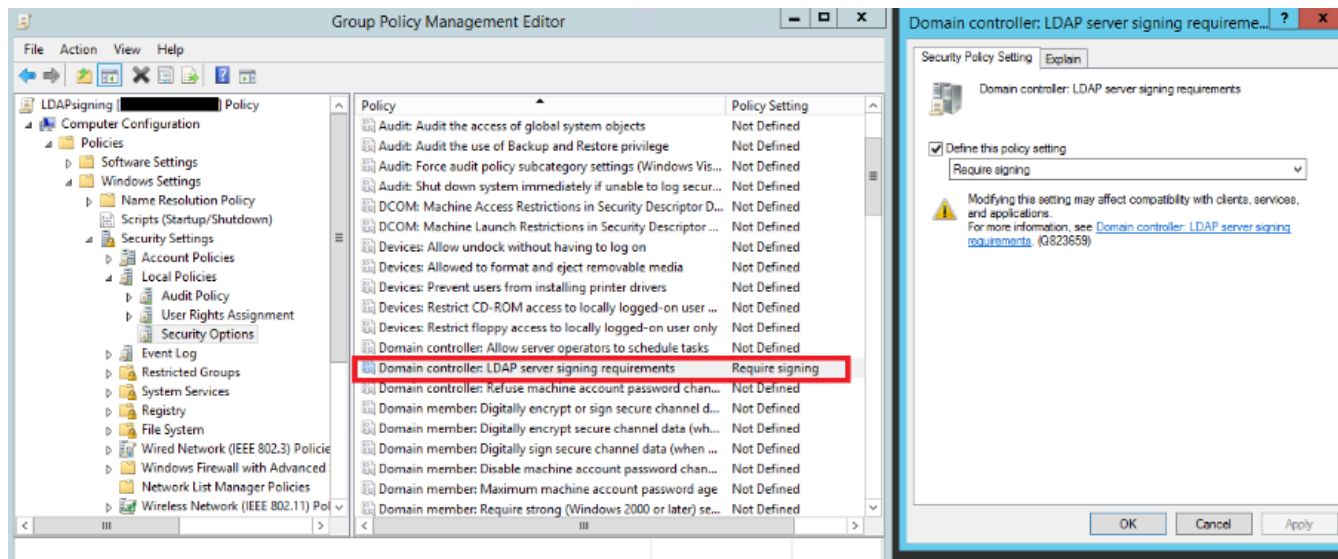 Group Policy Management Editor
File Action View Help
LDAPsigning [ ] Policy
Computer Configuration
Policies
Software Settings
Windows Settings
Name Resolution Policy
Scripts (Startup/Shutdown)
Security Settings
Account Policies
Local Policies
Audit Policy
User Rights Assignment
Security Options
Event Log
Restricted Groups
System Services
Registry
File System
Wired Network (IEEE 802.3) Policie
Windows Firewall with Advanced
Network List Manager Policies
Wireless Network (IEEE 802.11) Pol
Policy Policy Setting
Audit: Audit the access of global system objects Not Defined
Audit: Audit the use of Backup and Restore privilege Not Defined
Audit: Force audit policy subcategory settings (Windows Vis... Not Defined
Audit: Shut down system immediately if unable to log secur... Not Defined
DCOM: Machine Access Restrictions in Security Descriptor D... Not Defined
DCOM: Machine Launch Restrictions in Security Descriptor ... Not Defined
Devices: Allow undock without having to log on Not Defined
Devices: Allowed to format and eject removable media Not Defined
Devices: Prevent users from installing printer drivers Not Defined
Devices: Restrict CD-ROM access to locally logged-on user ... Not Defined
Devices: Restrict floppy access to locally logged-on user only Not Defined
Domain controller: Allow server operators to schedule tasks Not Defined
Domain controller: LDAP server signing requirements Require signing
Domain controller: Refuse machine account password chan... Not Defined
Domain member: Digitally encrypt or sign secure channel d... Not Defined
Domain member: Digitally encrypt secure channel data (wh... Not Defined
Domain member: Digitally sign secure channel data (when ... Not Defined
Domain member: Disable machine account password chan... Not Defined
Domain member: Maximum machine account password age Not Defined
Domain member: Require strong (Windows 2000 or later) se... Not Defined
Domain controller: LDAP server signing requireme... ? x
Security Policy Setting Explain
Domain controller: LDAP server signing requirements
Define this policy setting
Require signing
Modifying this setting may affect compatibility with clients, services,
and applications.
For more information, see Domain controller: LDAP server signing
requirements. (Q823659)
OK Cancel Apply